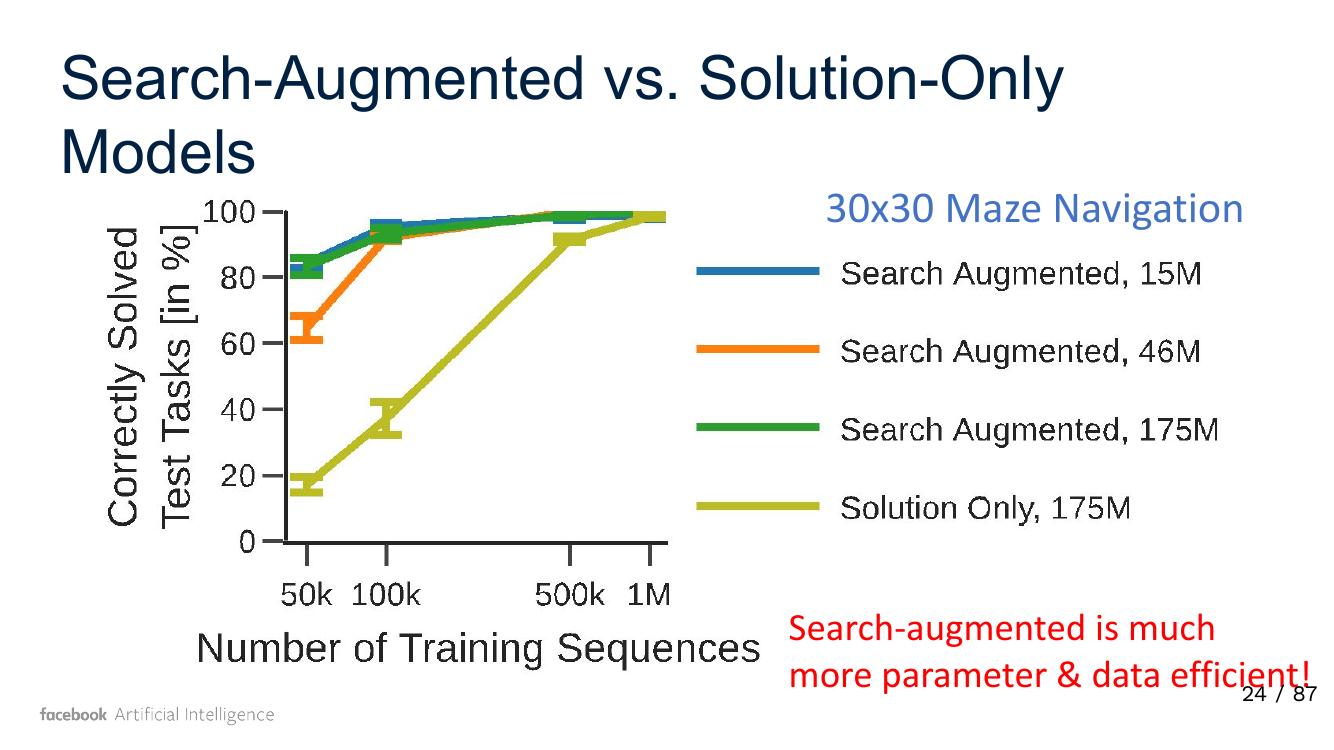 Search-Augmented vs. Solution-Only
Models
30x30 Maze Navigation
Correctly Solved
Test Tasks [in %]
100
80
60
40
20
0
50k 100k 500k 1M
Number of Training Sequences
Search Augmented, 15M
Search Augmented, 46M
Search Augmented, 175M
Solution Only, 175M
Search-augmented is much
more parameter & data efficient!
24 / 87
facebook Artificial Intelligence